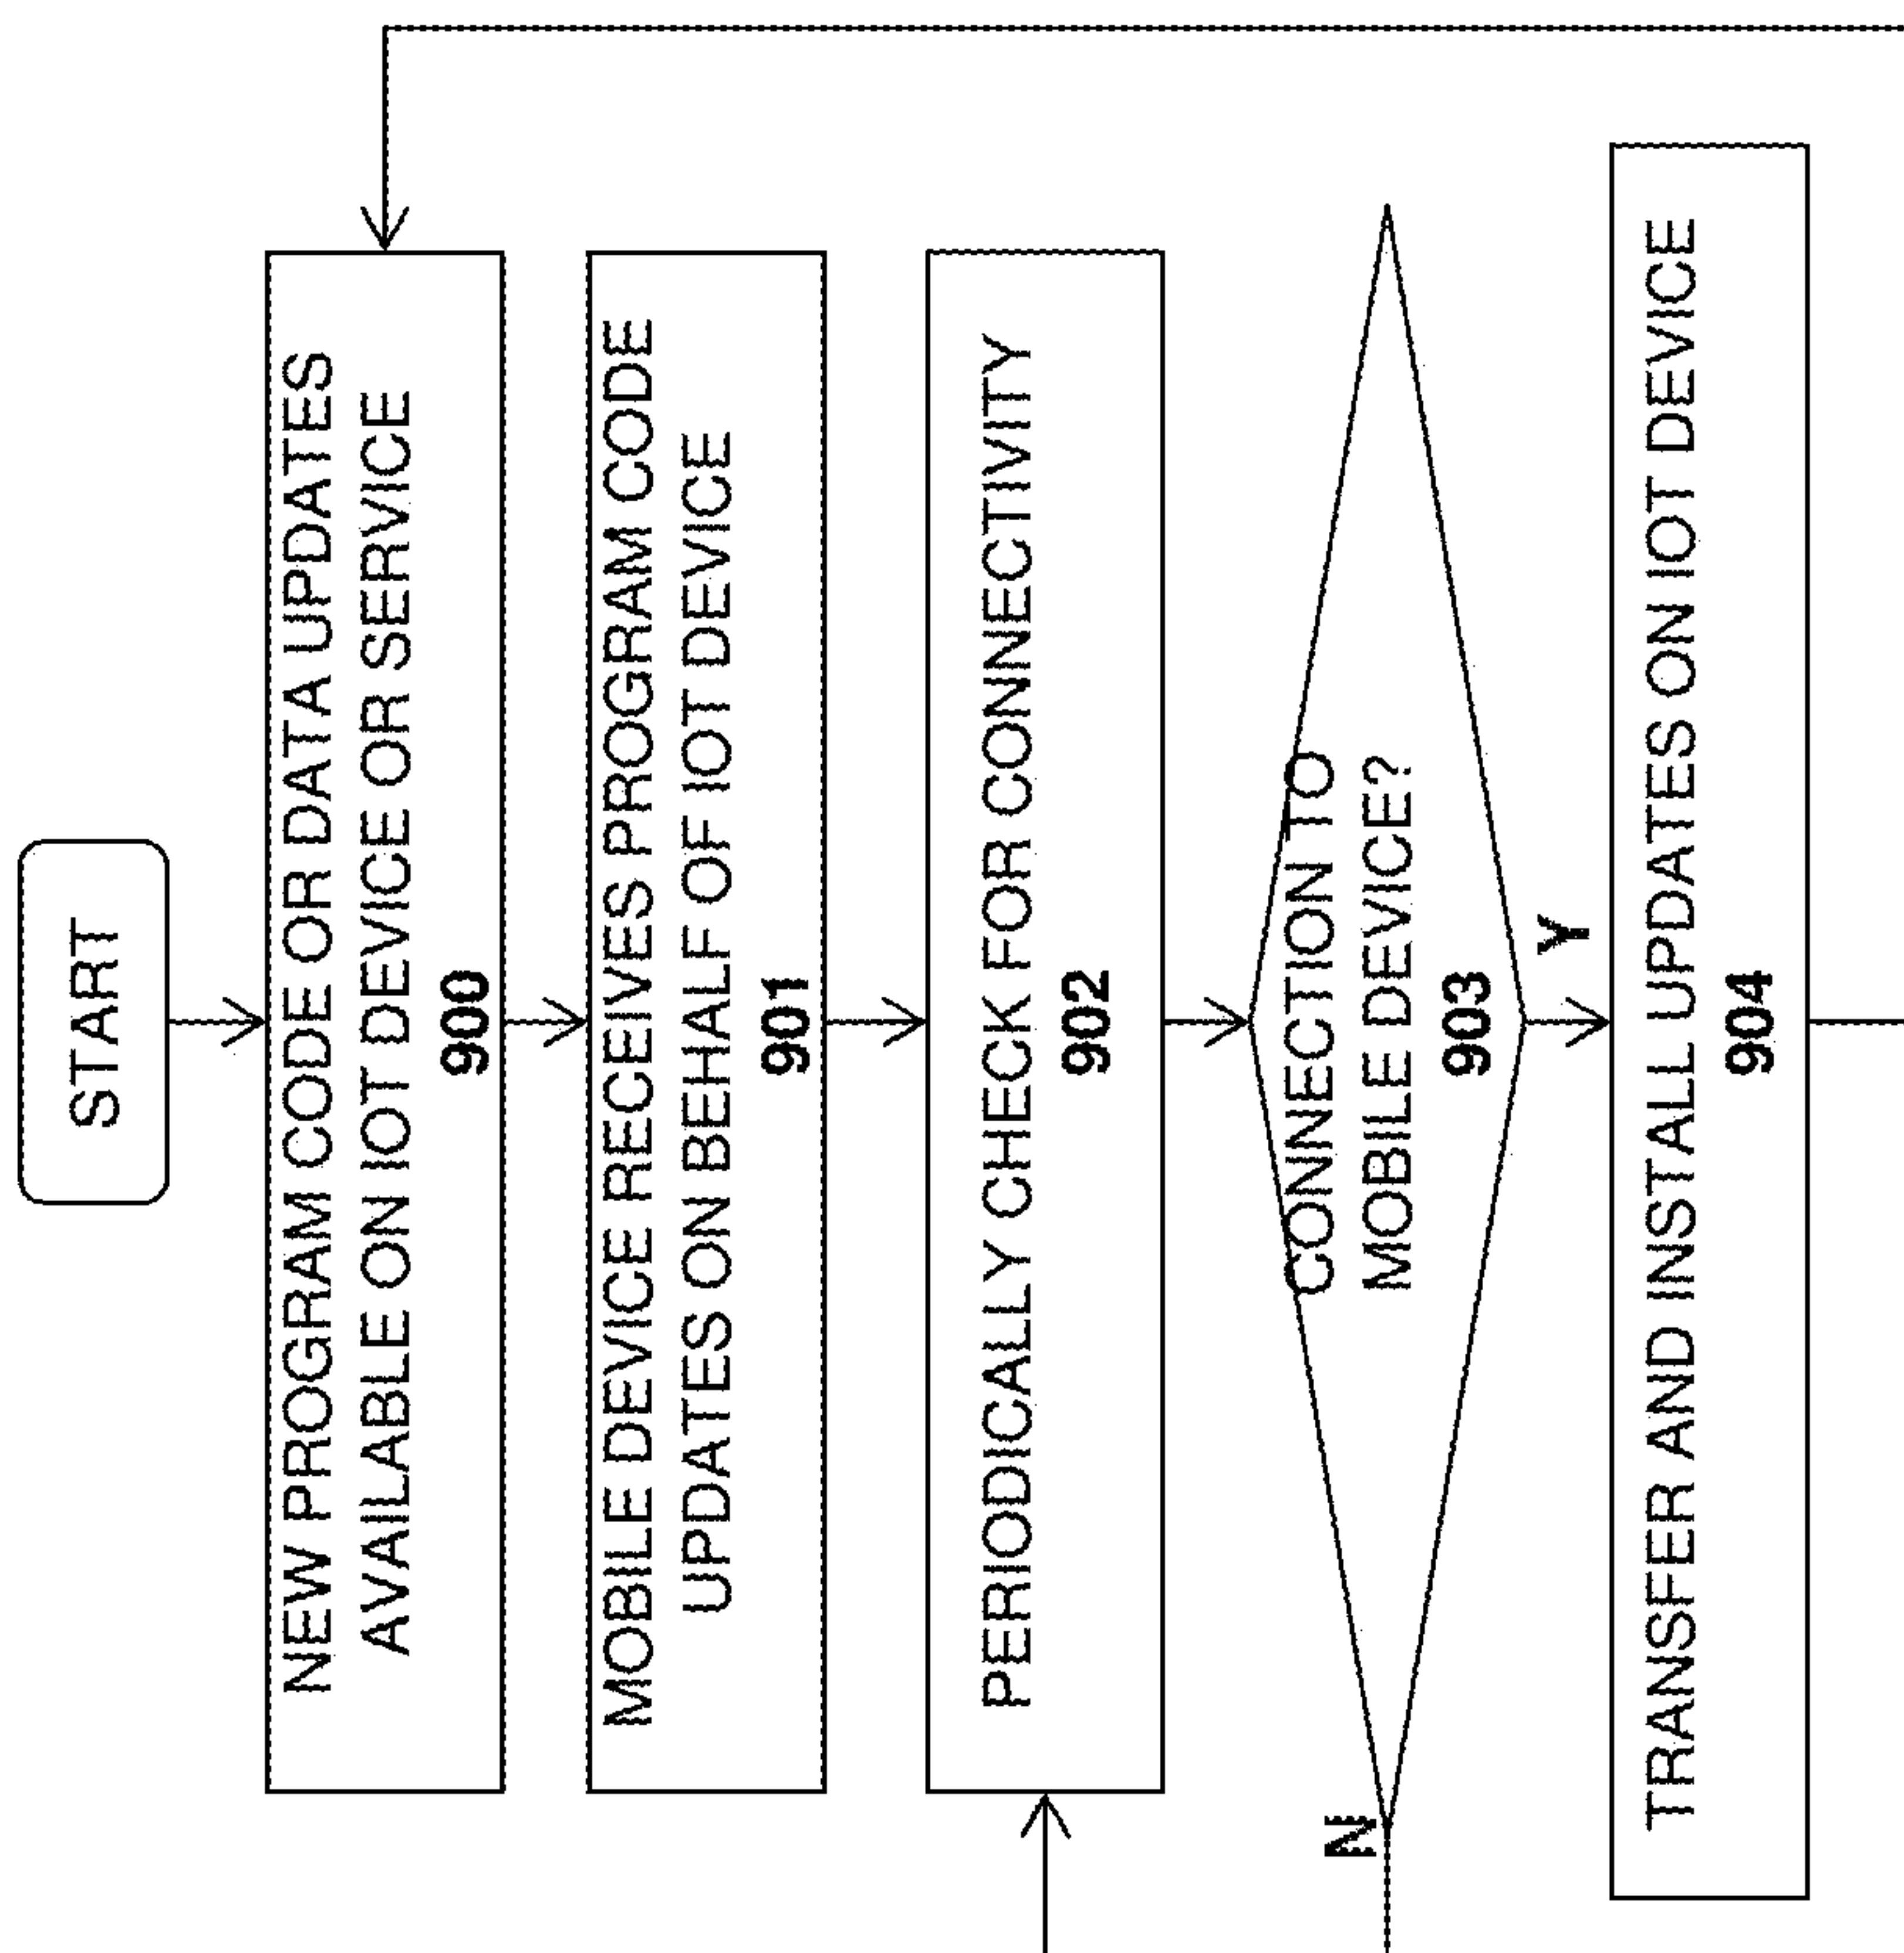 START
NEW PROGRAM CODE OR DATA UPDATES
AVAILABLE ON IOT DEVICE OR SERVICE
900
MOBILE DEVICE RECEIVES PROGRAM CODE
UPDATES ON BEHALF OF IOT DEVICE
901
PERIODICALLY CHECK FOR CONNECTIVITY
902
CONNECTION TO
MOBILE DEVICE?
903
N
Y
TRANSFER AND INSTALL UPDATES ON IOT DEVICE
904